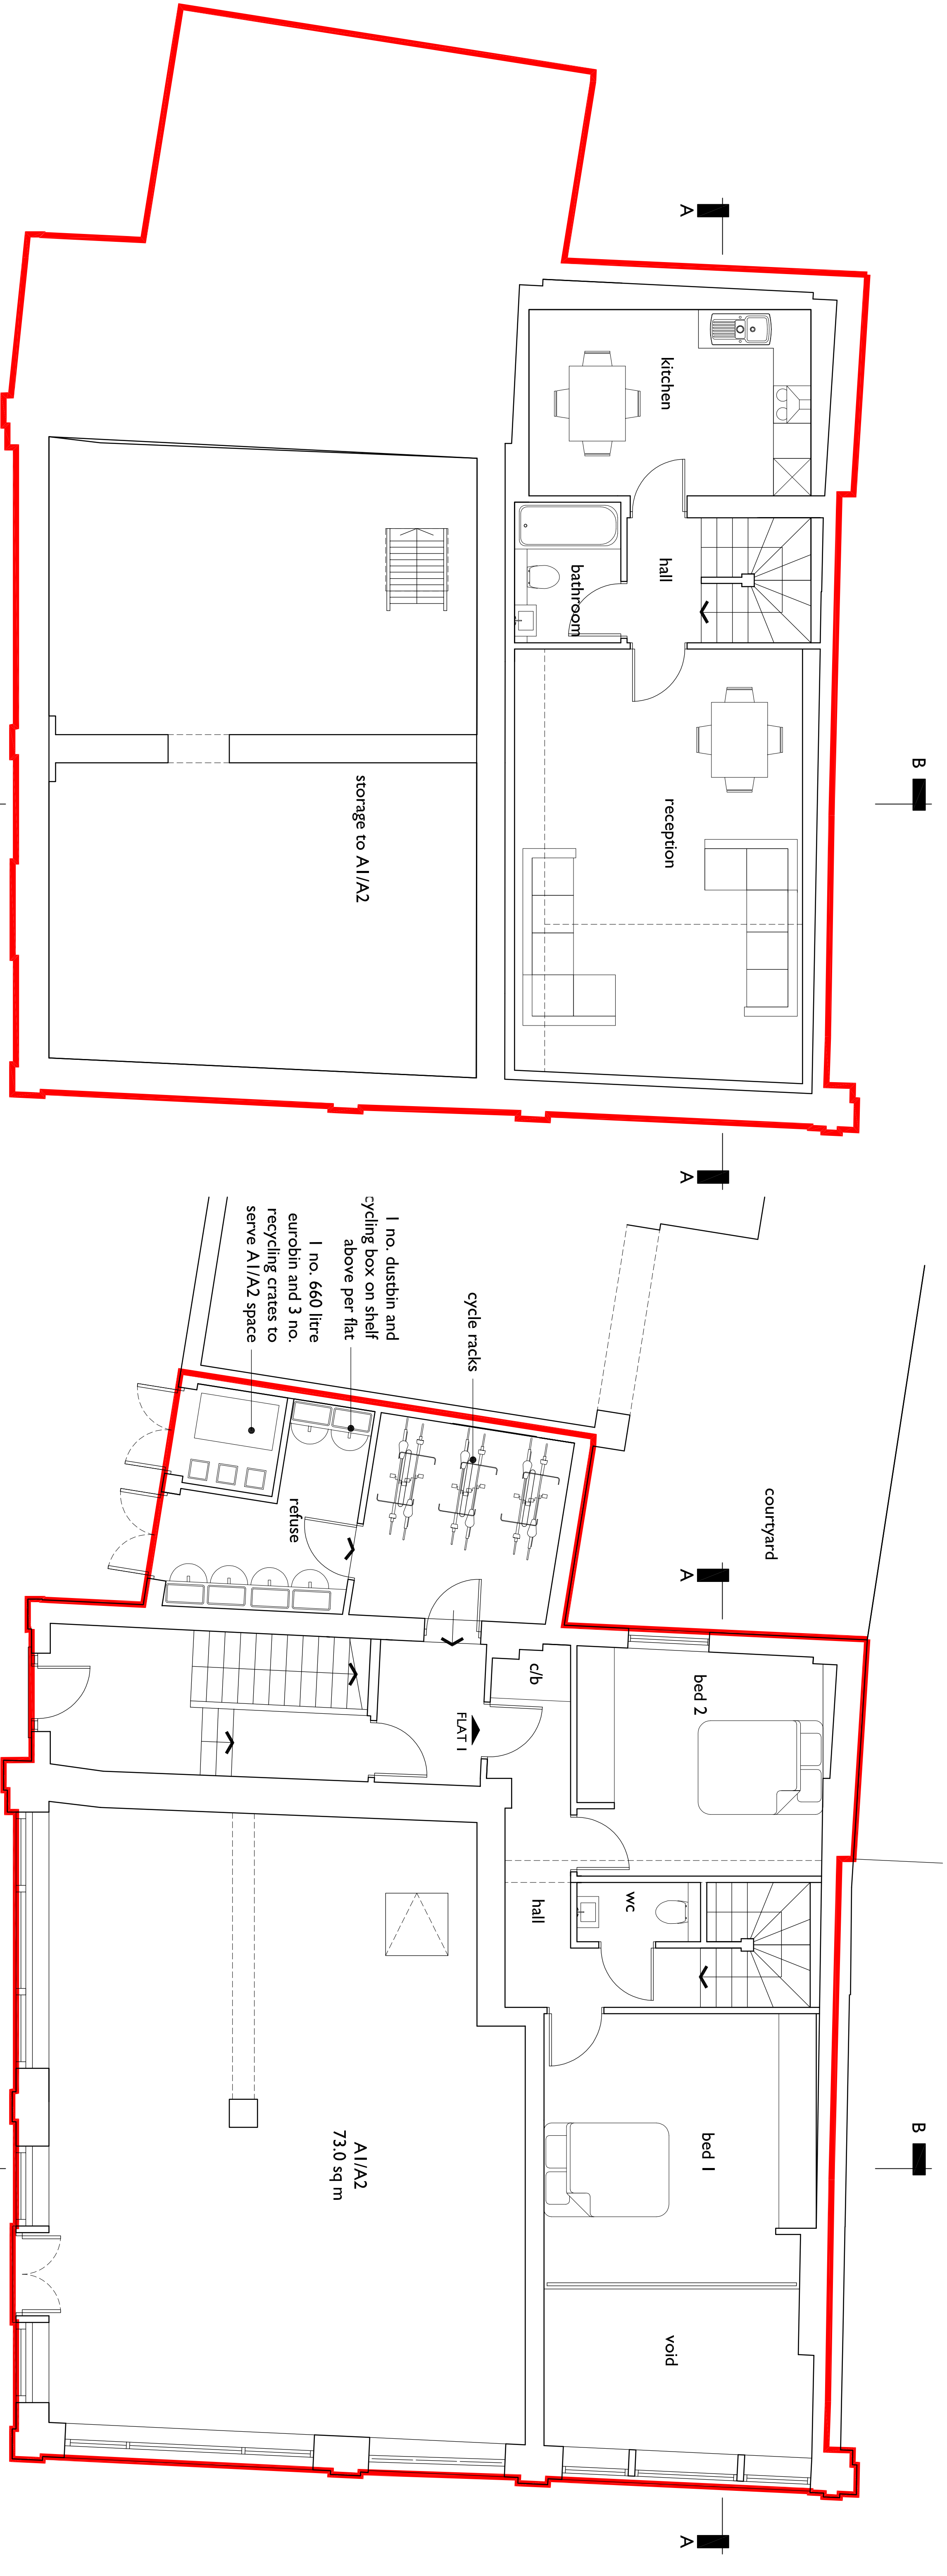 A
kitchen
hall
bathroom
B
reception
storage to A1/A2
A
1 no. dustbin and
cycling box on shelf
above per flat
1 no. 660 litre
eurobin and 3 no.
recycling crates to
serve A1/A2 space
cycle racks
courtyard
refuse
A
c/b
bed 2
FLAT 1
hall
wc
B
bed 1
A1/A2
73.0 sq m
void
A